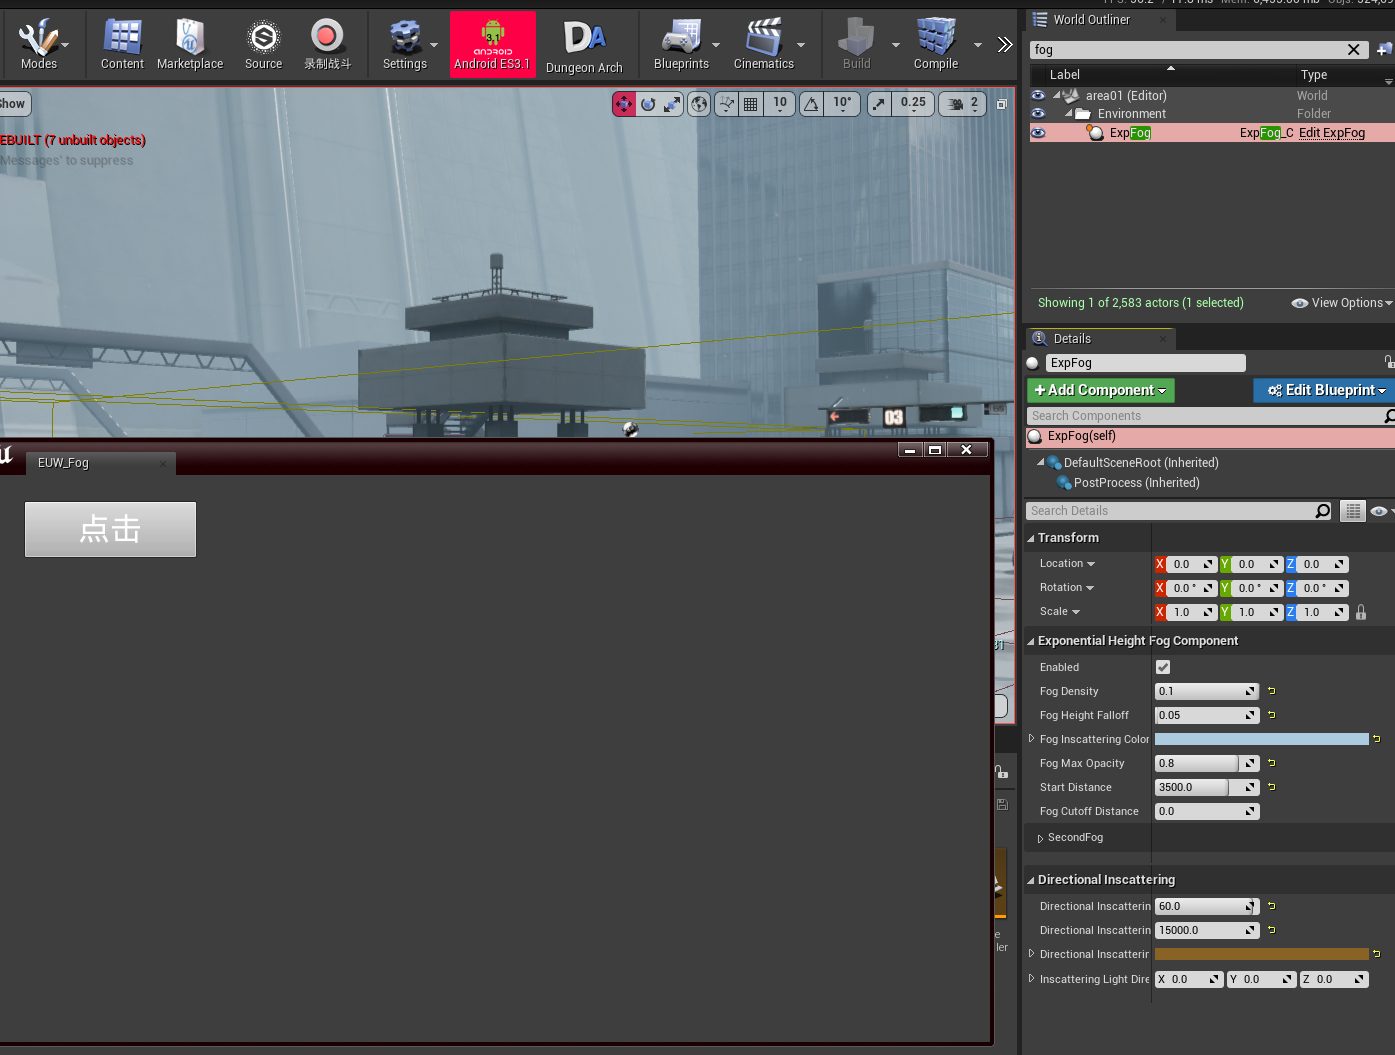 World Outliner
Modes
Content
Marketplace
Source
录制战斗
Settings
3.1
ANDROID
Android ES3.1
DA
Dungeon Arch
Blueprints
Cinematics
Build
Compile
fog
Label
Type
area01 (Editor)
World
Environment
Folder
ExpFog
ExpFog_C
Edit ExpFog
Showing 1 of 2,583 actors (1 selected)
View Options
how
10
10°
0.25
2
EBUILT (7 unbuilt objects)
Messages' to suppress
03
EUW_Fog
点击
Details
ExpFog
Add Component
Edit Blueprint
Search Components
ExpFog(self)
DefaultSceneRoot (Inherited)
PostProcess (Inherited)
Search Details
Transform
Location
X 0.0 Y 0.0 Z 0.0
Rotation
X 0.0 ° Y 0.0 ° Z 0.0 °
Scale
X 1.0 Y 1.0 Z 1.0
Exponential Height Fog Component
Enabled
Fog Density
0.1
Fog Height Falloff
0.05
Fog Inscattering Color
Fog Max Opacity
0.8
Start Distance
3500.0
Fog Cutoff Distance
0.0
SecondFog
Directional Inscattering
Directional Inscatterin
60.0
Directional Inscatterin
15000.0
Directional Inscatterin
Inscattering Light Dire
X 0.0 Y 0.0 Z 0.0
e
ler